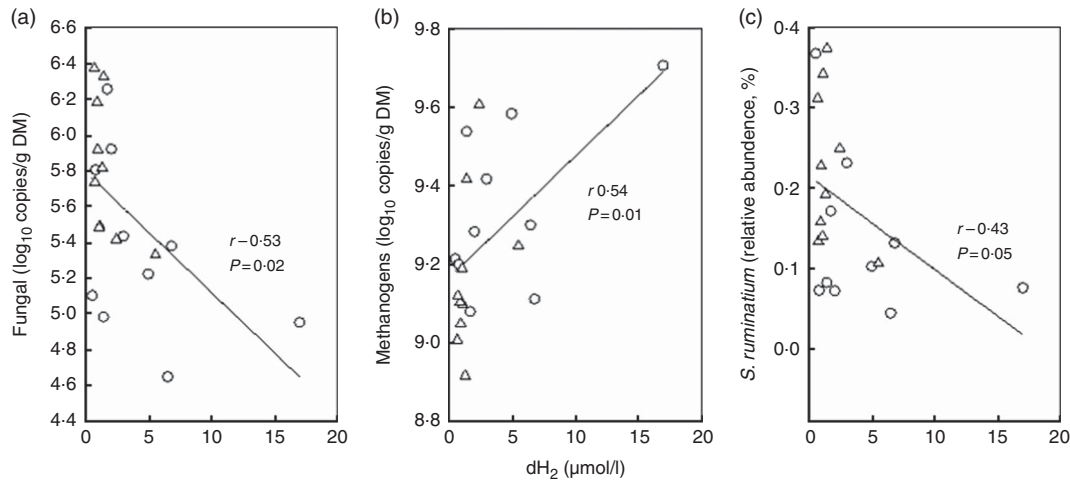 (a)
6·6
6·4
6·2
6·0
5·8
5·6
5·4
5·2
5·0
4·8
4·6
4·4
Fungal (log10 copies/g DM)
r −0·53
P = 0·02
0 5 10 15 20
(b)
9·8
9·6
9·4
9·2
9·0
8·8
Methanogens (log10 copies/g DM)
r 0·54
P = 0·01
0 5 10 15 20
dH2 (μmol/l)
(c)
0·4
0·3
0·2
0·1
0·0
S. ruminatium (relative abundance, %)
r −0·43
P = 0·05
0 5 10 15 20